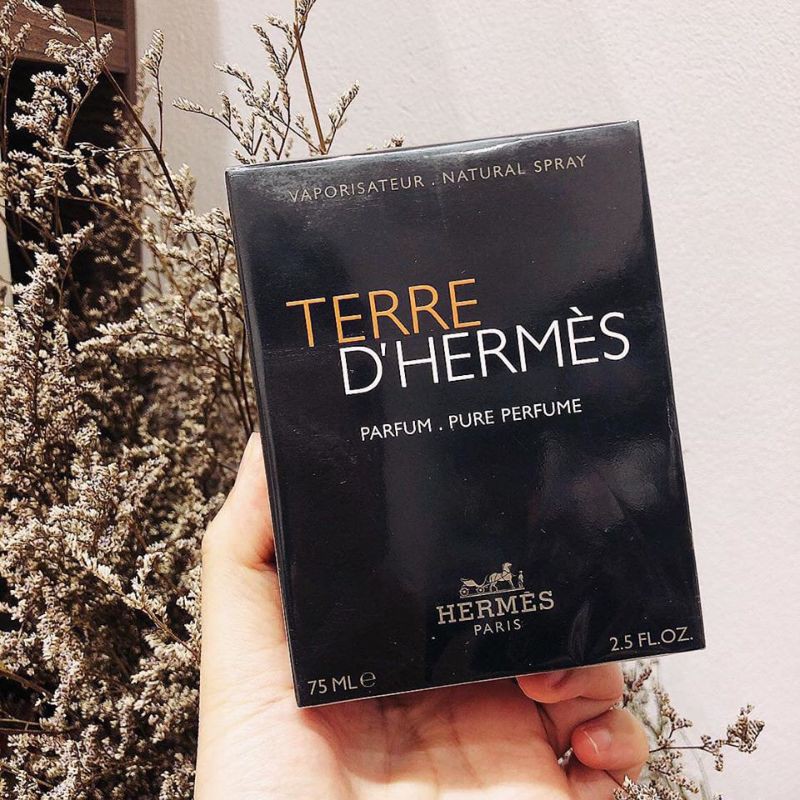 VAPORISATEUR . NATURAL SPRAY
TERRE
D'HERMÈS
PARFUM . PURE PERFUME
HERMÈS
PARIS
75 ML℮
2.5 FL.OZ.